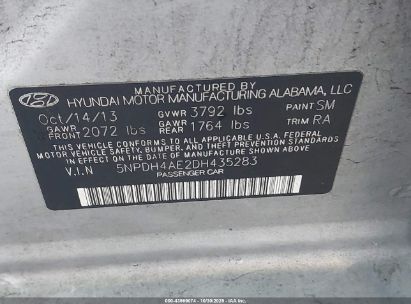 MANUFACTURED BY
HYUNDAI MOTOR MANUFACTURING ALABAMA, LLC
Oct/14/13 GVWR 3792 lbs PAINT SM
GAWR FRONT 2072 lbs GAWR REAR 1764 lbs TRIM RA
THIS VEHICLE CONFORMS TO ALL APPLICABLE U.S.A. FEDERAL
MOTOR VEHICLE SAFETY, BUMPER, AND THEFT PREVENTION STANDARDS
IN EFFECT ON THE DATE OF MANUFACTURE SHOWN ABOVE.
V.I.N 5NPDH4AE2DH435283
PASSENGER CAR